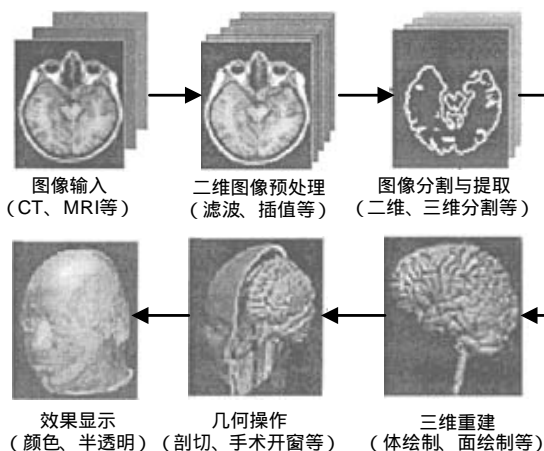 图像输入
（CT、MRI等）
二维图像预处理
（滤波、插值等）
图像分割与提取
（二维、三维分割等）
效果显示
（颜色、半透明）
几何操作
（剖切、手术开窗等）
三维重建
（体绘制、面绘制等）